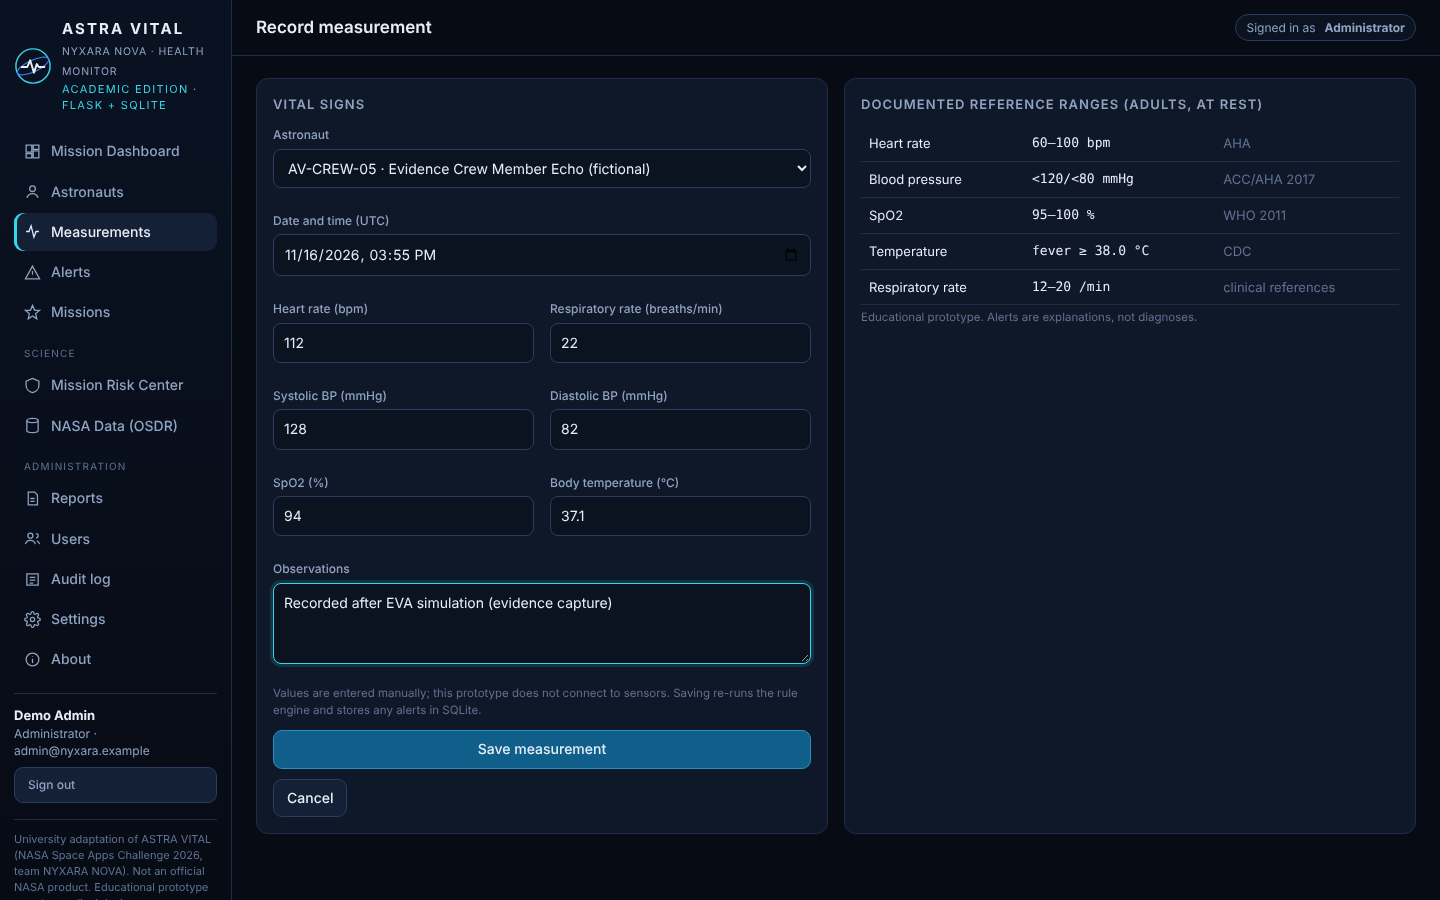 ASTRA VITAL
NYXARA NOVA · HEALTH
MONITOR
ACADEMIC EDITION ·
FLASK + SQLITE
Mission Dashboard
Astronauts
Measurements
Alerts
Missions
SCIENCE
Mission Risk Center
NASA Data (OSDR)
ADMINISTRATION
Reports
Users
Audit log
Settings
About
Demo Admin
Administrator ·
admin@nyxara.example
Sign out
University adaptation of ASTRA VITAL
(NASA Space Apps Challenge 2026,
team NYXARA NOVA). Not an official
NASA product. Educational prototype
Record measurement
Signed in as Administrator
VITAL SIGNS
Astronaut
AV-CREW-05 · Evidence Crew Member Echo (fictional)
Date and time (UTC)
11/16/2026, 03:55 PM
Heart rate (bpm) Respiratory rate (breaths/min)
112 22
Systolic BP (mmHg) Diastolic BP (mmHg)
128 82
SpO2 (%) Body temperature (°C)
94 37.1
Observations
Recorded after EVA simulation (evidence capture)
Values are entered manually; this prototype does not connect to sensors. Saving re-runs the rule
engine and stores any alerts in SQLite.
Save measurement
Cancel
DOCUMENTED REFERENCE RANGES (ADULTS, AT REST)
Heart rate 60–100 bpm AHA
Blood pressure <120/<80 mmHg ACC/AHA 2017
SpO2 95–100 % WHO 2011
Temperature fever ≥ 38.0 °C CDC
Respiratory rate 12–20 /min clinical references
Educational prototype. Alerts are explanations, not diagnoses.